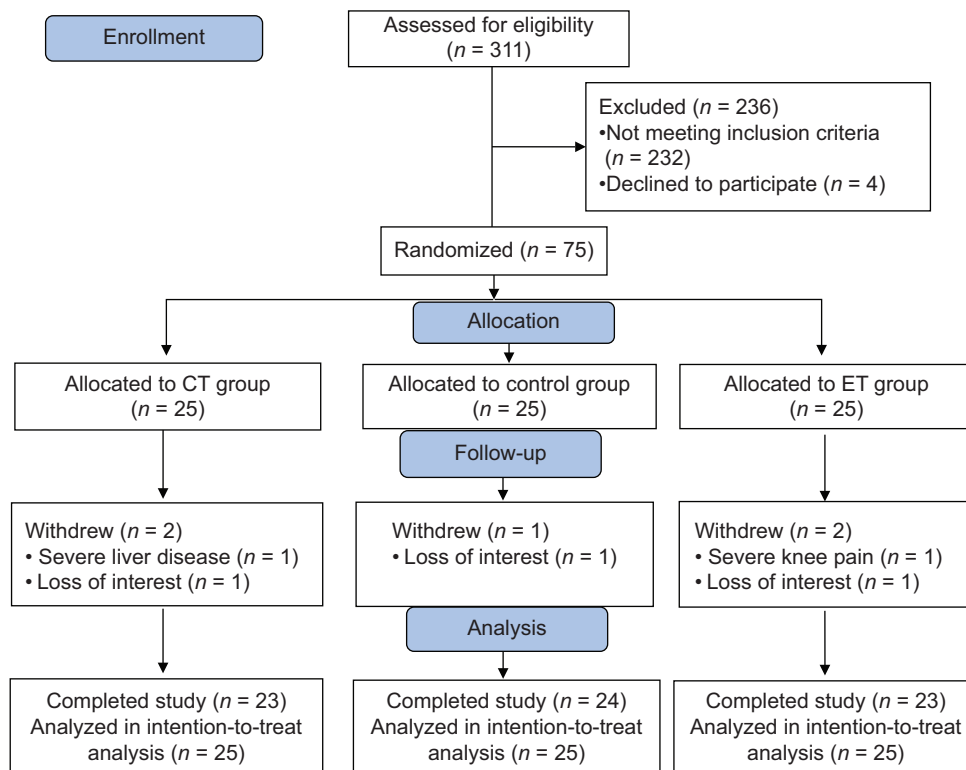 Enrollment
Assessed for eligibility
(n = 311)
Excluded (n = 236)
•Not meeting inclusion criteria
(n = 232)
•Declined to participate (n = 4)
Randomized (n = 75)
Allocation
Allocated to CT group
(n = 25)
Allocated to control group
(n = 25)
Allocated to ET group
(n = 25)
Follow-up
Withdrew (n = 2)
• Severe liver disease (n = 1)
• Loss of interest (n = 1)
Withdrew (n = 1)
• Loss of interest (n = 1)
Withdrew (n = 2)
• Severe knee pain (n = 1)
• Loss of interest (n = 1)
Analysis
Completed study (n = 23)
Analyzed in intention-to-treat
analysis (n = 25)
Completed study (n = 24)
Analyzed in intention-to-treat
analysis (n = 25)
Completed study (n = 23)
Analyzed in intention-to-treat
analysis (n = 25)